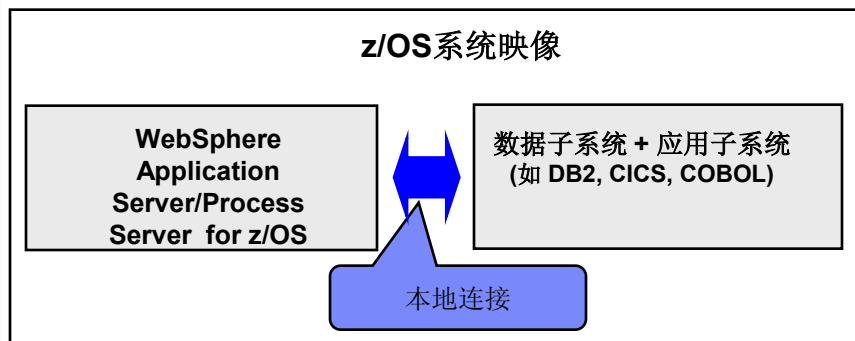 z/OS系统映像
WebSphere
Application
Server/Process
Server for z/OS
数据子系统 + 应用子系统
(如 DB2, CICS, COBOL)
本地连接